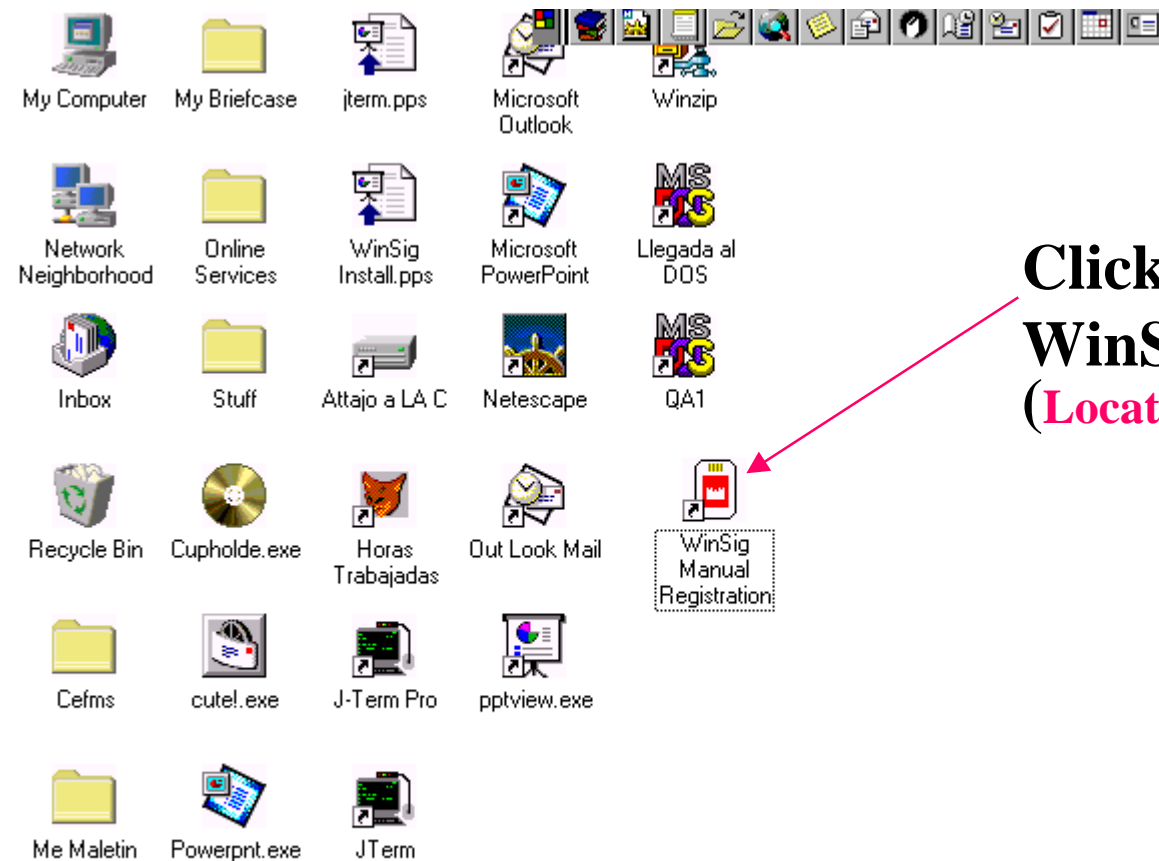 My Computer
My Briefcase
jterm.pps
Microsoft
Outlook
Winzip
Network
Neighborhood
Online
Services
WinSig
Install.pps
Microsoft
PowerPoint
MS
Llegada al
DOS
Inbox
Stuff
Attajo a LA C
Netescape
MS
QA1
Click
WinS
(Locat
Recycle Bin
Cupholde.exe
Horas
Trabajadas
Out Look Mail
WinSig
Manual
Registration
Cefms
cute!.exe
J-Term Pro
pptview.exe
Me Maletin
Powerpnt.exe
JTerm